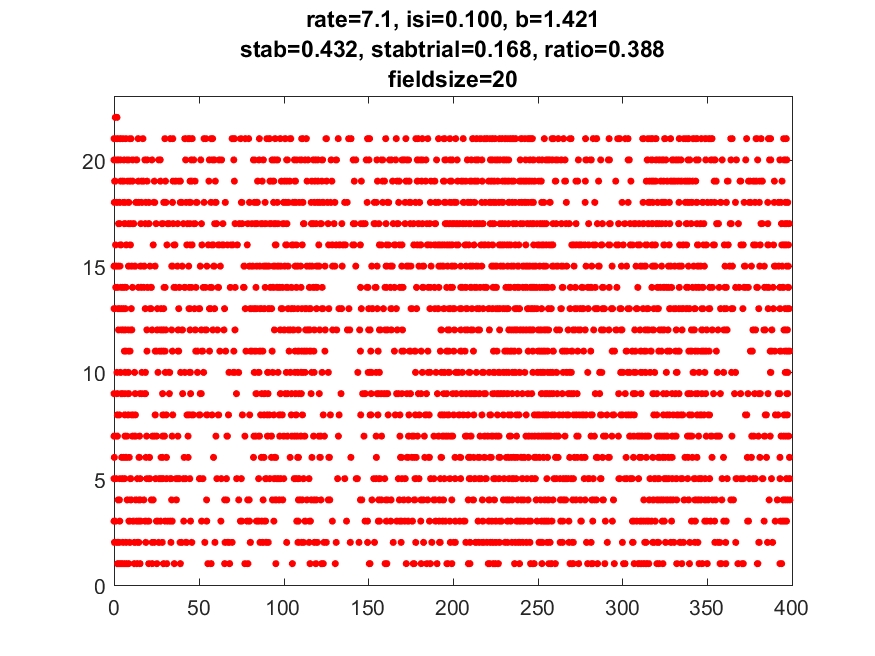 rate=7.1, isi=0.100, b=1.421
stab=0.432, stabtrial=0.168, ratio=0.388
fieldsize=20
20
15
10
5
0
0 50 100 150 200 250 300 350 400